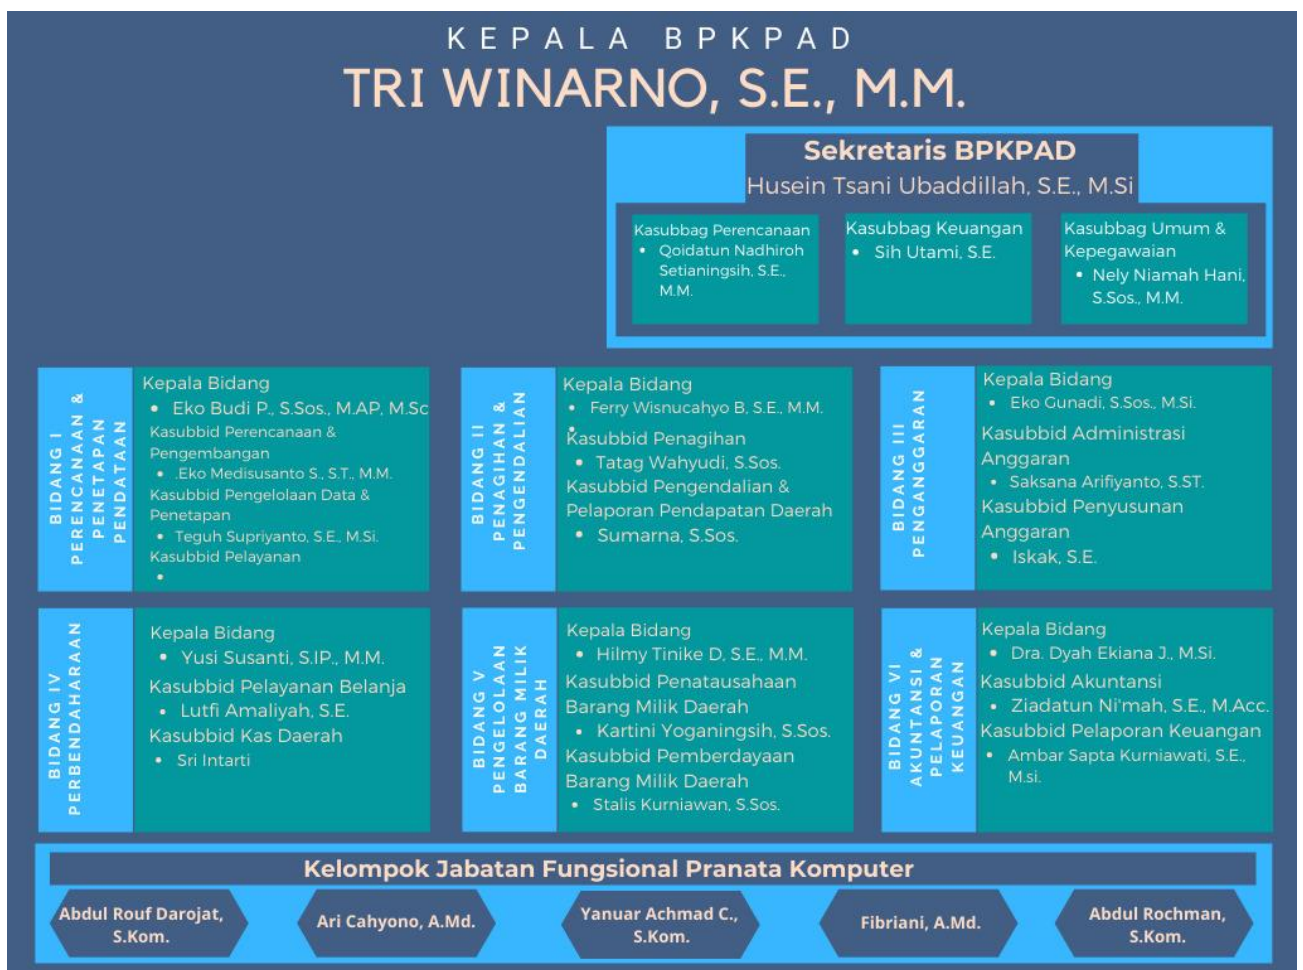 KEPALA BPKPAD
TRI WINARNO, S.E., M.M.
Sekretaris BPKPAD
Husein Tsani Ubaddillah, S.E., M.Si
Kasubbag Perencanaan
• Qoidatun Nadhiroh
Setianingsih, S.E.,
M.M.
Kasubbag Keuangan
• Sih Utami, S.E.
Kasubbag Umum &
Kepegawaian
• Nely Niamah Hani,
S.Sos., M.M.
BIDANG I
PERENCANAAN &
PENETAPAN
PENDATAAN
Kepala Bidang
• Eko Budi P., S.Sos., M.AP, M.Sc
Kasubbid Perencanaan &
Pengembangan
• .Eko Medisusanto S., S.T., M.M.
Kasubbid Pengelolaan Data &
Penetapan
• Teguh Supriyanto, S.E., M.Si.
Kasubbid Pelayanan
•
BIDANG II
PENAGIHAN &
PENGENDALIAN
Kepala Bidang
• Ferry Wisnucahyo B, S.E., M.M.
•
Kasubbid Penagihan
• Tatag Wahyudi, S.Sos.
Kasubbid Pengendalian &
Pelaporan Pendapatan Daerah
• Sumarna, S.Sos.
BIDANG III
PENGANGGARAN
Kepala Bidang
• Eko Gunadi, S.Sos., M.Si.
Kasubbid Administrasi
Anggaran
• Saksana Arifiyanto, S.ST.
Kasubbid Penyusunan
Anggaran
• Iskak, S.E.
BIDANG IV
PERBENDAHARAAN
Kepala Bidang
• Yusi Susanti, S.IP., M.M.
Kasubbid Pelayanan Belanja
• Lutfi Amaliyah, S.E.
Kasubbid Kas Daerah
• Sri Intarti
BIDANG V
PENGELOLAAN
BARANG MILIK
DAERAH
Kepala Bidang
• Hilmy Tinike D, S.E., M.M.
Kasubbid Penatausahaan
Barang Milik Daerah
• Kartini Yoganingsih, S.Sos.
Kasubbid Pemberdayaan
Barang Milik Daerah
• Stalis Kurniawan, S.Sos.
BIDANG VI
AKUNTANSI &
PELAPORAN
KEUANGAN
Kepala Bidang
• Dra. Dyah Ekiana J., M.Si.
Kasubbid Akuntansi
• Ziadatun Ni'mah, S.E., M.Acc.
Kasubbid Pelaporan Keuangan
• Ambar Sapta Kurniawati, S.E.,
M.si.
Kelompok Jabatan Fungsional Pranata Komputer
Abdul Rouf Darojat,
S.Kom.
Ari Cahyono, A.Md.
Yanuar Achmad C.,
S.Kom.
Fibriani, A.Md.
Abdul Rochman,
S.Kom.